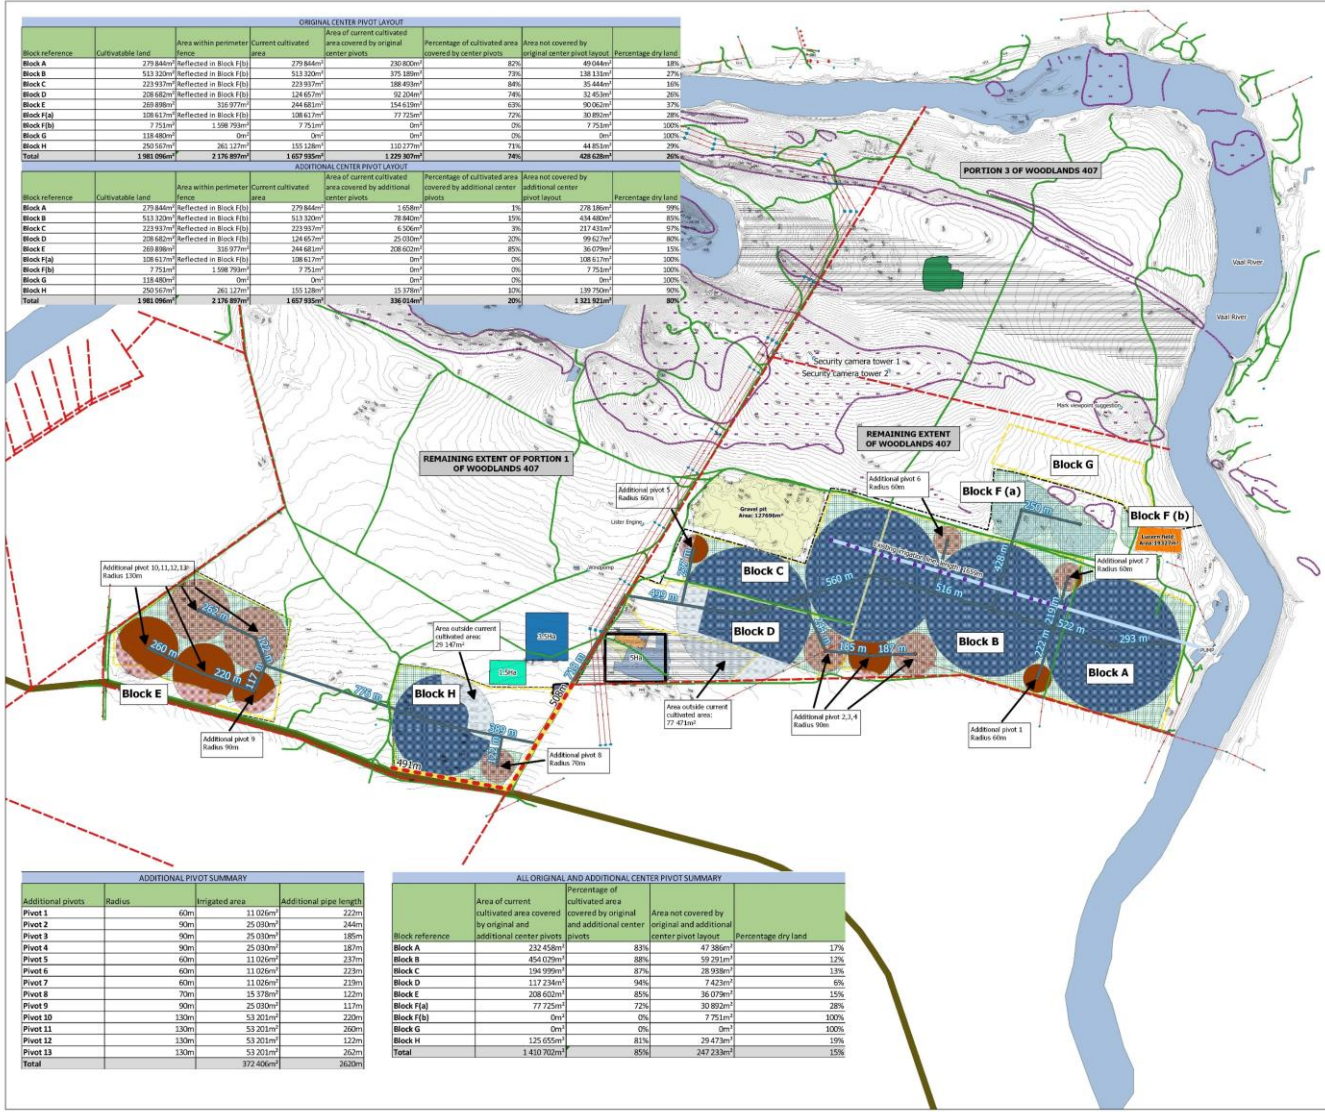 ORIGINAL CENTER PIVOT LAYOUT
Block reference | Cultivatable land | Area within perimeter fence | Current cultivated area | Area of current cultivated area covered by original center pivots | Percentage of cultivated area covered by center pivots | Area not covered by original center pivot layout | Percentage dry land
Block A | 279 844m² | Reflected in Block F(b) | 279 844m² | 230 800m² | 82% | 49 044m² | 18%
Block B | 513 320m² | Reflected in Block F(b) | 513 320m² | 375 189m² | 73% | 138 131m² | 27%
Block C | 223 937m² | Reflected in Block F(b) | 223 937m² | 188 493m² | 84% | 35 444m² | 16%
Block D | 208 682m² | Reflected in Block F(b) | 124 657m² | 92 204m² | 74% | 32 453m² | 26%
Block E | 269 898m² | 316 977m² | 244 681m² | 154 619m² | 63% | 90 062m² | 37%
Block F(a) | 108 617m² | Reflected in Block F(b) | 108 617m² | 77 725m² | 72% | 30 892m² | 28%
Block F(b) | 7 751m² | 1 598 793m² | 7 751m² | 0m² | 0% | 7 751m² | 100%
Block G | 118 480m² | 0m² | 0m² | 0m² | 0% | 0m² | 100%
Block H | 250 567m² | 261 127m² | 155 128m² | 110 277m² | 71% | 44 851m² | 29%
Total | 1 981 096m² | 2 176 897m² | 1 657 935m² | 1 229 307m² | 74% | 428 628m² | 26%
ADDITIONAL CENTER PIVOT LAYOUT
Block reference | Cultivatable land | Area within perimeter fence | Current cultivated area | Area of current cultivated area covered by additional center pivots | Percentage of cultivated area covered by additional center pivots | Area not covered by additional center pivot layout | Percentage dry land
Block A | 279 844m² | Reflected in Block F(b) | 279 844m² | 1 658m² | 1% | 278 186m² | 99%
Block B | 513 320m² | Reflected in Block F(b) | 513 320m² | 78 840m² | 15% | 434 480m² | 85%
Block C | 223 937m² | Reflected in Block F(b) | 223 937m² | 6 506m² | 3% | 217 431m² | 97%
Block D | 208 682m² | Reflected in Block F(b) | 124 657m² | 25 030m² | 20% | 99 627m² | 80%
Block E | 269 898m² | 316 977m² | 244 681m² | 208 602m² | 85% | 36 079m² | 15%
Block F(a) | 108 617m² | Reflected in Block F(b) | 108 617m² | 0m² | 0% | 108 617m² | 100%
Block F(b) | 7 751m² | 1 598 793m² | 7 751m² | 0m² | 0% | 7 751m² | 100%
Block G | 118 480m² | 0m² | 0m² | 0m² | 0% | 0m² | 100%
Block H | 250 567m² | 261 127m² | 155 128m² | 15 378m² | 10% | 139 750m² | 90%
Total | 1 981 096m² | 2 176 897m² | 1 657 935m² | 336 014m² | 20% | 1 321 921m² | 80%
PORTION 3 OF WOODLANDS 407
Vaal River
Vaal River
Security camera tower 1
Security camera tower 2
Mark viewpoint suggestion
REMAINING EXTENT
OF WOODLANDS 407
REMAINING EXTENT OF PORTION 1
OF WOODLANDS 407
Block G
Additional pivot 6
Radius 60m
Additional pivot 5
Radius 60m
Block F (a)
Gravel pit
Area: 127696m²
250 m
Block F (b)
Lister Engine
Lucern field
Windpump
Existing irrigation line
Block C
428 m
Additional pivot 7
Radius 60m
Additional pivot 10,11,12,13
Radius 130m
560 m
516 m
499 m
262 m
219 m
522 m
Area outside current
cultivated area:
29 147m²
3.5Ha
Block D
Block B
293 m
122 m
260 m
5Ha
185 m
187 m
222 m
PUMP
220 m
117 m
1.5Ha
718 m
Block A
Block E
776 m
Block H
508m
Area outside current
cultivated area:
77 471m²
Additional pivot 2,3,4
Radius 90m
Additional pivot 1
Radius 60m
Additional pivot 9
Radius 90m
389 m
122 m
Additional pivot 8
Radius 70m
491m
ADDITIONAL PIVOT SUMMARY
Additional pivots | Radius | Irrigated area | Additional pipe length
Pivot 1 | 60m | 11 026m² | 222m
Pivot 2 | 90m | 25 030m² | 244m
Pivot 3 | 90m | 25 030m² | 185m
Pivot 4 | 90m | 25 030m² | 187m
Pivot 5 | 60m | 11 026m² | 237m
Pivot 6 | 60m | 11 026m² | 223m
Pivot 7 | 60m | 11 026m² | 219m
Pivot 8 | 70m | 15 378m² | 122m
Pivot 9 | 90m | 25 030m² | 117m
Pivot 10 | 130m | 53 201m² | 220m
Pivot 11 | 130m | 53 201m² | 260m
Pivot 12 | 130m | 53 201m² | 122m
Pivot 13 | 130m | 53 201m² | 262m
Total | 372 406m² | 2620m
ALL ORIGINAL AND ADDITIONAL CENTER PIVOT SUMMARY
Block reference | Area of current cultivated area covered by original and additional center pivots | Percentage of cultivated area covered by original and additional center pivots | Area not covered by original and additional center pivot layout | Percentage dry land
Block A | 232 458m² | 83% | 47 386m² | 17%
Block B | 454 029m² | 88% | 59 291m² | 12%
Block C | 194 999m² | 87% | 28 938m² | 13%
Block D | 117 234m² | 94% | 7 423m² | 6%
Block E | 208 602m² | 85% | 36 079m² | 15%
Block F(a) | 77 725m² | 72% | 30 892m² | 28%
Block F(b) | 0m² | 0% | 7 751m² | 100%
Block G | 0m² | 0% | 0m² | 100%
Block H | 125 655m² | 81% | 29 473m² | 19%
Total | 1 410 702m² | 85% | 247 233m² | 15%